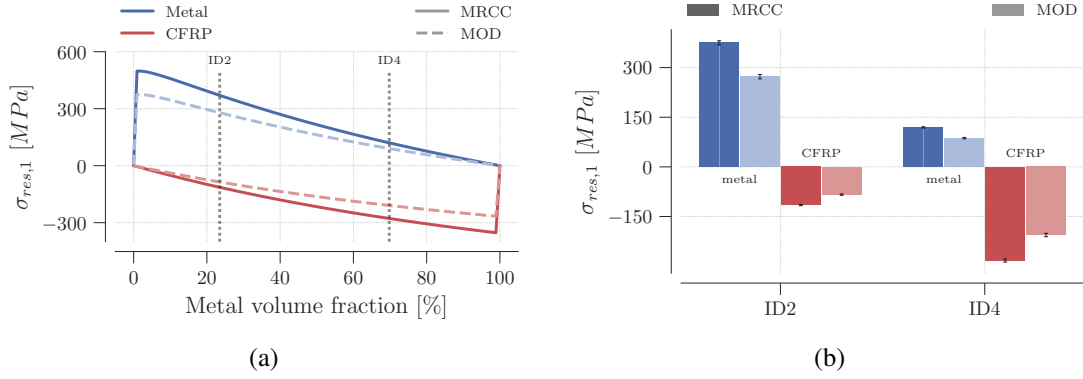 Metal
CFRP
MRCC
MOD
600
300
0
−300
σres,1 [MPa]
ID2
ID4
0
20
40
60
80
100
Metal volume fraction [%]
(a)
MRCC
MOD
300
150
0
−150
σres,1 [MPa]
metal
CFRP
metal
CFRP
ID2
ID4
(b)